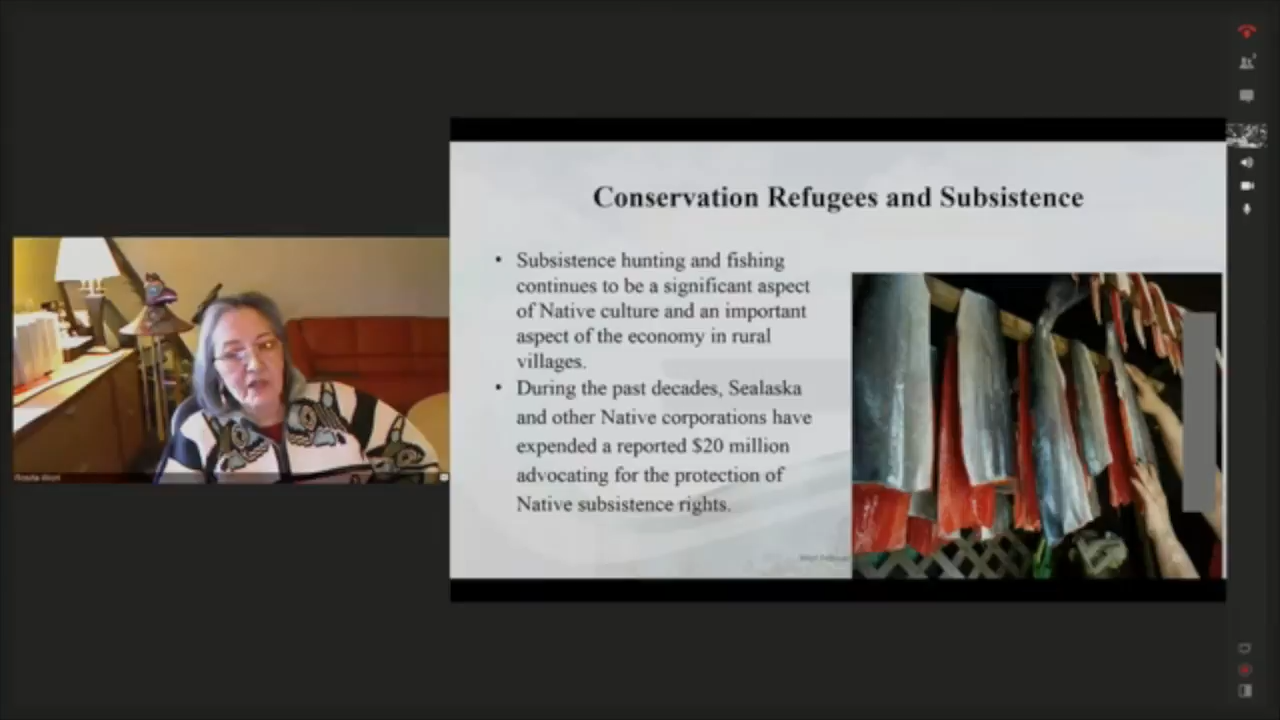 Conservation Refugees and Subsistence
• Subsistence hunting and fishing
continues to be a significant aspect
of Native culture and an important
aspect of the economy in rural
villages.
• During the past decades, Sealaska
and other Native corporations have
expended a reported $20 million
advocating for the protection of
Native subsistence rights.